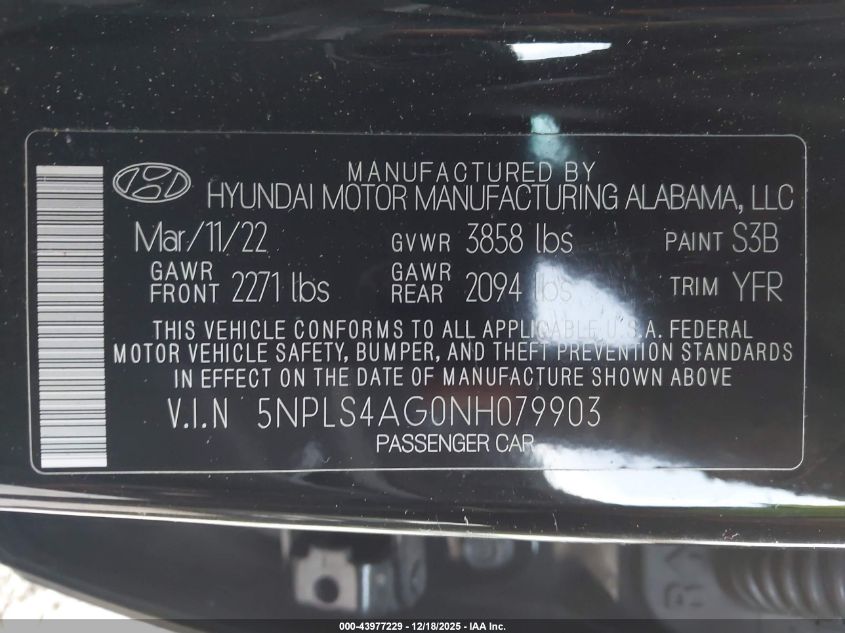 MANUFACTURED BY
HYUNDAI MOTOR MANUFACTURING ALABAMA, LLC
Mar/11/22 GVWR 3858 lbs PAINT S3B
GAWR FRONT 2271 lbs GAWR REAR 2094 lbs TRIM YFR
THIS VEHICLE CONFORMS TO ALL APPLICABLE U.S.A. FEDERAL
MOTOR VEHICLE SAFETY, BUMPER, AND THEFT PREVENTION STANDARDS
IN EFFECT ON THE DATE OF MANUFACTURE SHOWN ABOVE
V.I.N 5NPLS4AG0NH079903
PASSENGER CAR
000-43977229 - 12/18/2025 - IAA Inc.